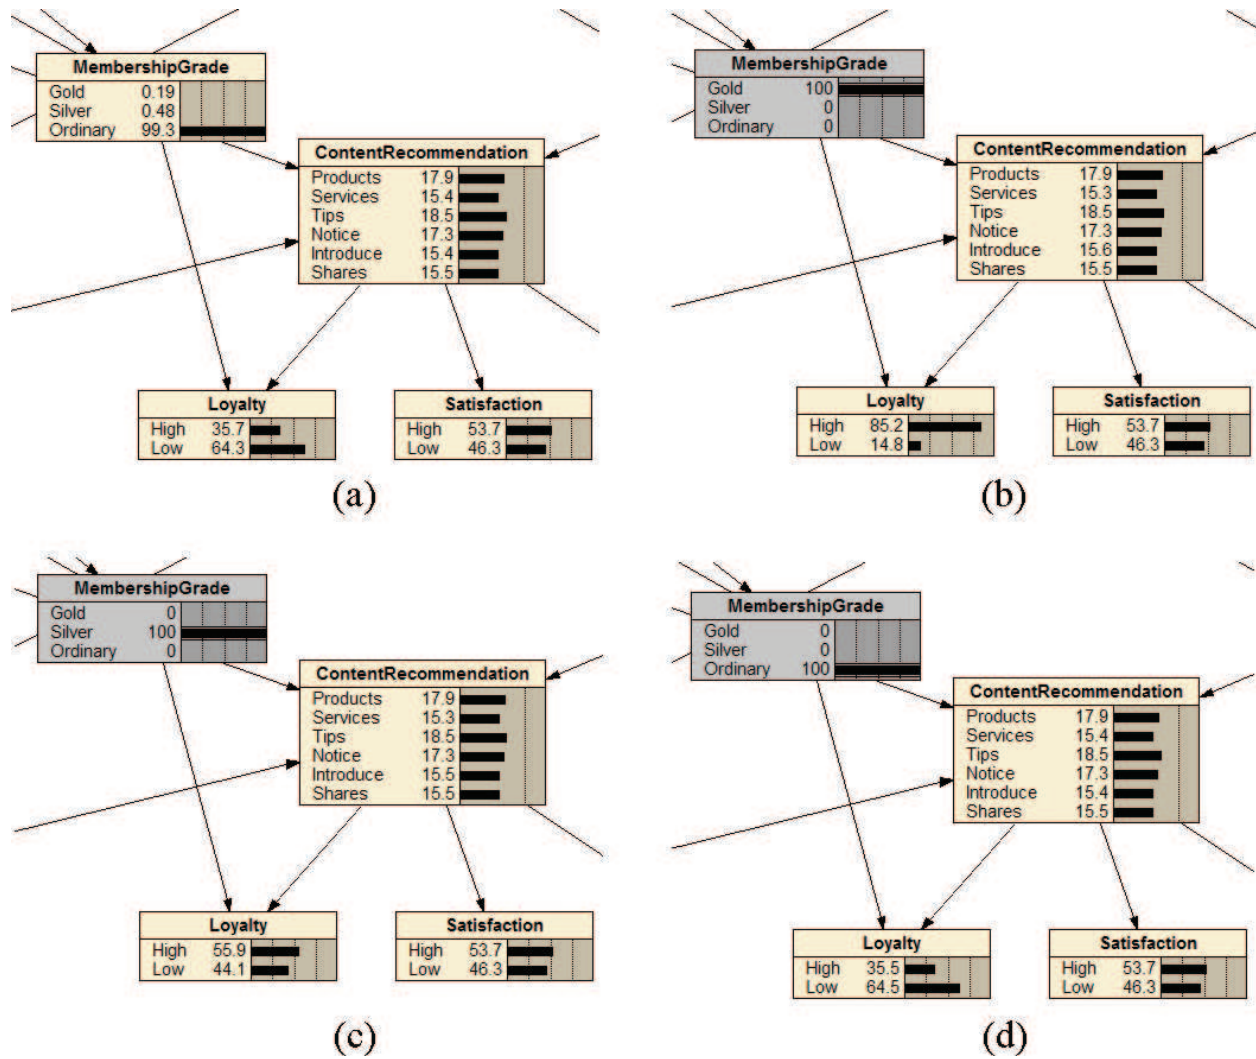 MembershipGrade
Gold 0.19
Silver 0.48
Ordinary 99.3
ContentRecommendation
Products 17.9
Services 15.4
Tips 18.5
Notice 17.3
Introduce 15.4
Shares 15.5
Loyalty
High 35.7
Low 64.3
Satisfaction
High 53.7
Low 46.3
(a)
MembershipGrade
Gold 100
Silver 0
Ordinary 0
ContentRecommendation
Products 17.9
Services 15.3
Tips 18.5
Notice 17.3
Introduce 15.6
Shares 15.5
Loyalty
High 85.2
Low 14.8
Satisfaction
High 53.7
Low 46.3
(b)
MembershipGrade
Gold 0
Silver 100
Ordinary 0
ContentRecommendation
Products 17.9
Services 15.3
Tips 18.5
Notice 17.3
Introduce 15.5
Shares 15.5
Loyalty
High 55.9
Low 44.1
Satisfaction
High 53.7
Low 46.3
(c)
MembershipGrade
Gold 0
Silver 0
Ordinary 100
ContentRecommendation
Products 17.9
Services 15.4
Tips 18.5
Notice 17.3
Introduce 15.4
Shares 15.5
Loyalty
High 35.5
Low 64.5
Satisfaction
High 53.7
Low 46.3
(d)